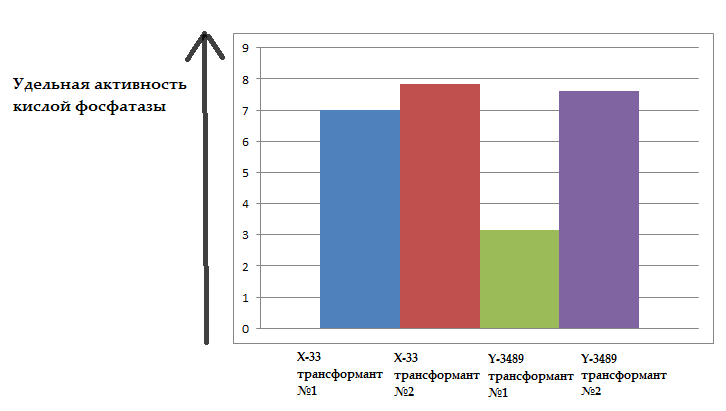 Удельная активность
кислой фосфатазы
9
8
7
6
5
4
3
2
1
0
X-33
трансформант
№1
X-33
трансформант
№2
Y-3489
трансформант
№1
Y-3489
трансформант
№2